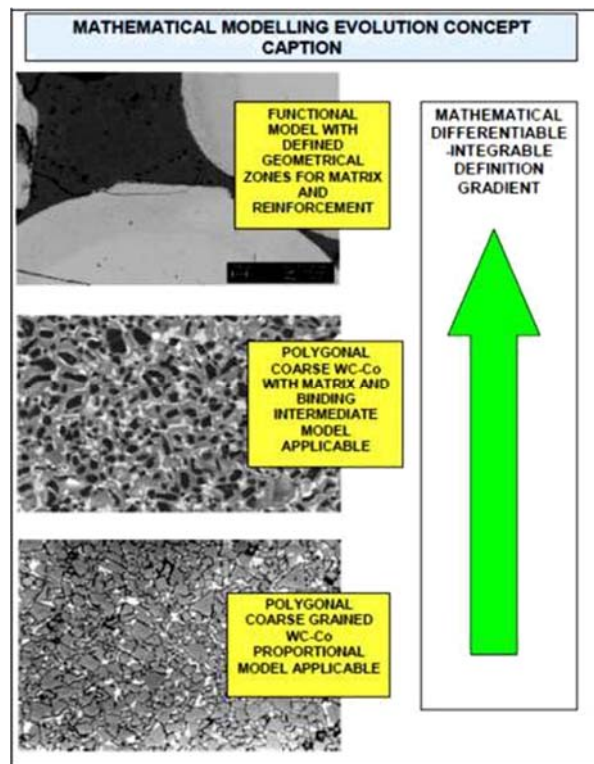 MATHEMATICAL MODELLING EVOLUTION CONCEPT
CAPTION
FUNCTIONAL
MODEL WITH
DEFINED
GEOMETRICAL
ZONES FOR MATRIX
AND
REINFORCEMENT
MATHEMATICAL
DIFFERENTIABLE
-INTEGRABLE
DEFINITION
GRADIENT
POLYGONAL
COARSE WC-Co
WITH MATRIX AND
BINDING
INTERMEDIATE
MODEL
APPLICABLE
POLYGONAL
COARSE GRAINED
WC-Co
PROPORTIONAL
MODEL APPLICABLE